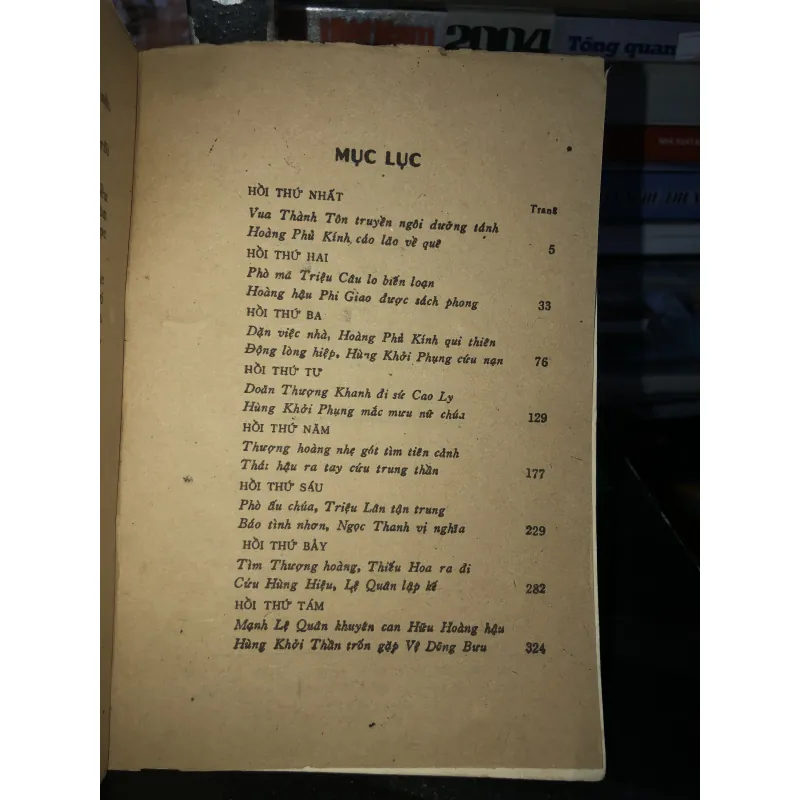 2004
Tổng quan
MỤC LỤC
HỒI THỨ NHẤT
Trang
Vua Thành Tôn truyền ngôi dưỡng tánh
Hoàng Phủ Kính cáo lão về quê 5
HỒI THỨ HAI
Phò mã Triệu Câu lo biến loạn
Hoàng hậu Phi Giao được sách phong 33
HỒI THỨ BA
Dặn việc nhà, Hoàng Phủ Kính qui thiên
Động lòng hiệp, Hùng Khởi Phụng cứu nạn 76
HỒI THỨ TƯ
Doãn Thượng Khanh đi sứ Cao Ly
Hùng Khởi Phụng mắc mưu nữ chúa 129
HỒI THỨ NĂM
Thượng hoàng nhẹ gót tìm tiên cảnh
Thái hậu ra tay cứu trung thần 177
HỒI THỨ SÁU
Phò ấu chúa, Triệu Lân tận trung
Báo tình nhơn, Ngọc Thanh vị nghĩa 229
HỒI THỨ BẢY
Tìm Thượng hoàng, Thiếu Hoa ra đi
Cứu Hùng Hiệu, Lệ Quân lập kế 282
HỒI THỨ TÁM
Mạnh Lệ Quân khuyên can Hữu Hoàng hậu
Hùng Khởi Thần trốn gặp Vệ Dõng Bưu 324